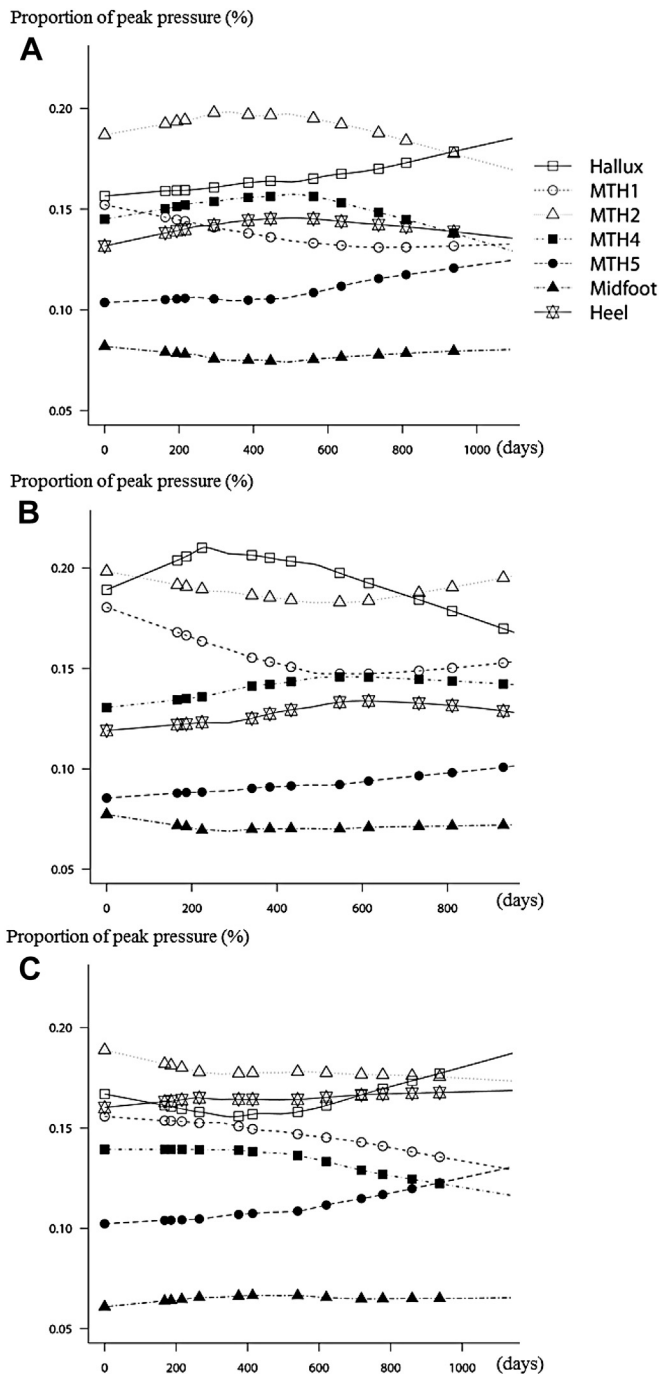 Proportion of peak pressure (%)
A
0.20
0.15
0.10
0.05
0 200 400 600 800 1000 (days)
Hallux
MTH1
MTH2
MTH4
MTH5
Midfoot
Heel
Proportion of peak pressure (%)
B
0.20
0.15
0.10
0.05
0 200 400 600 800 (days)
Proportion of peak pressure (%)
C
0.20
0.15
0.10
0.05
0 200 400 600 800 1000 (days)